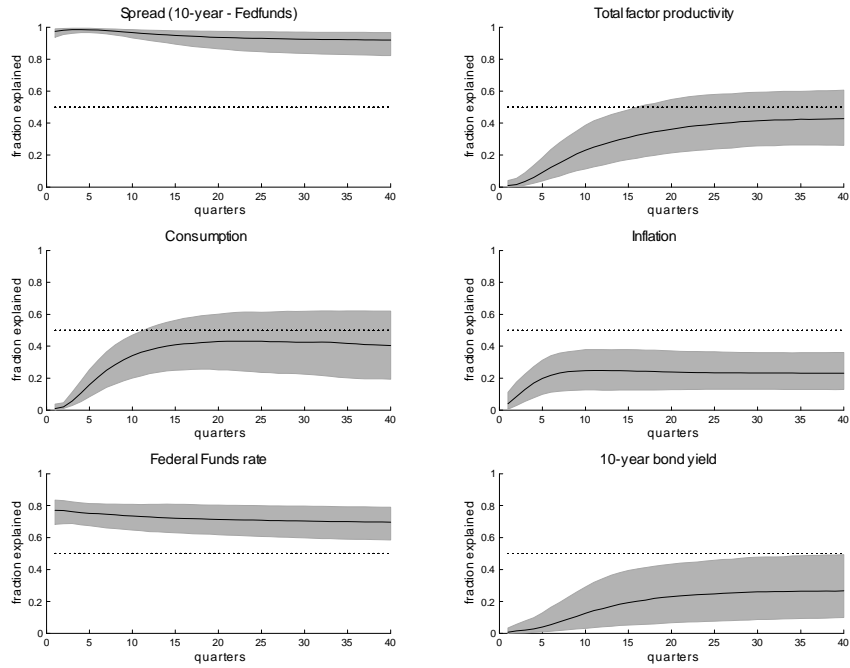 Spread (10-year - Fedfunds)
fraction explained
1
0.8
0.6
0.4
0.2
0
0 5 10 15 20 25 30 35 40
quarters
Total factor productivity
fraction explained
1
0.8
0.6
0.4
0.2
0
0 5 10 15 20 25 30 35 40
quarters
Consumption
fraction explained
1
0.8
0.6
0.4
0.2
0
0 5 10 15 20 25 30 35 40
quarters
Inflation
fraction explained
1
0.8
0.6
0.4
0.2
0
0 5 10 15 20 25 30 35 40
quarters
Federal Funds rate
fraction explained
1
0.8
0.6
0.4
0.2
0
0 5 10 15 20 25 30 35 40
quarters
10-year bond yield
fraction explained
1
0.8
0.6
0.4
0.2
0
0 5 10 15 20 25 30 35 40
quarters